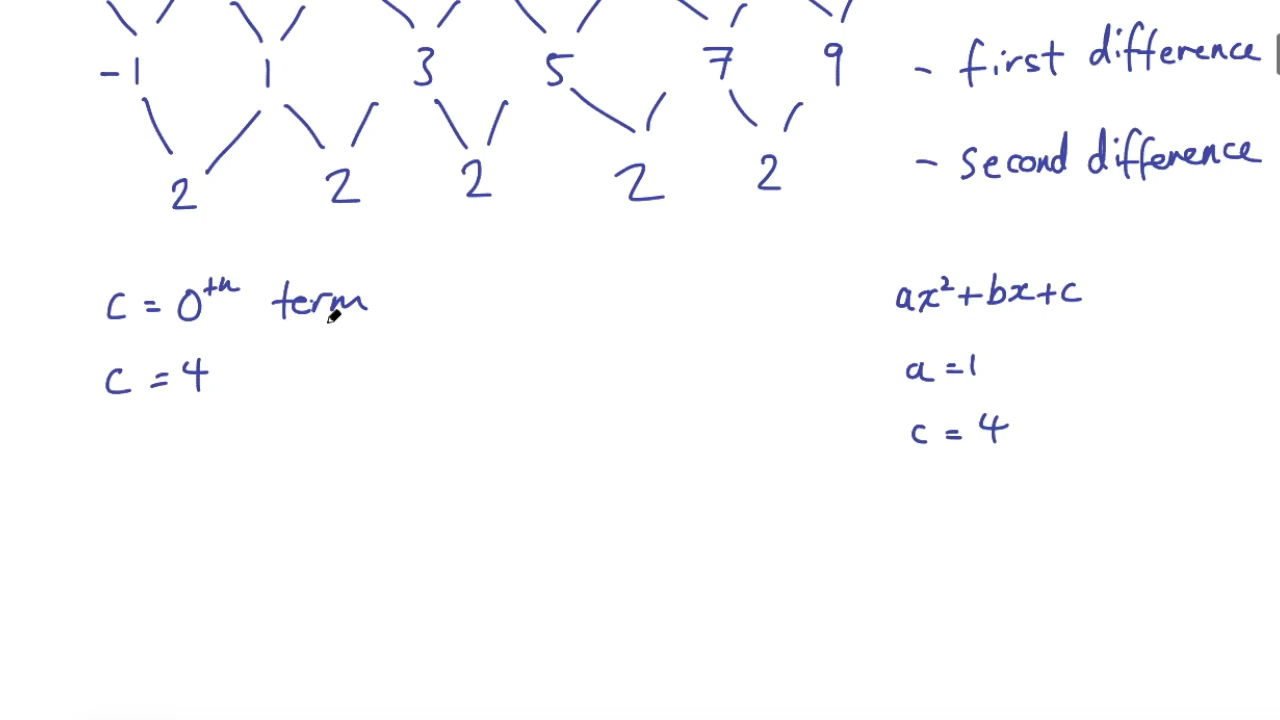 -1 1 3 5 7 9 - first difference
2 2 2 2 2 - second difference
c = 0th term
c = 4
ax²+bx+c
a =1
c = 4